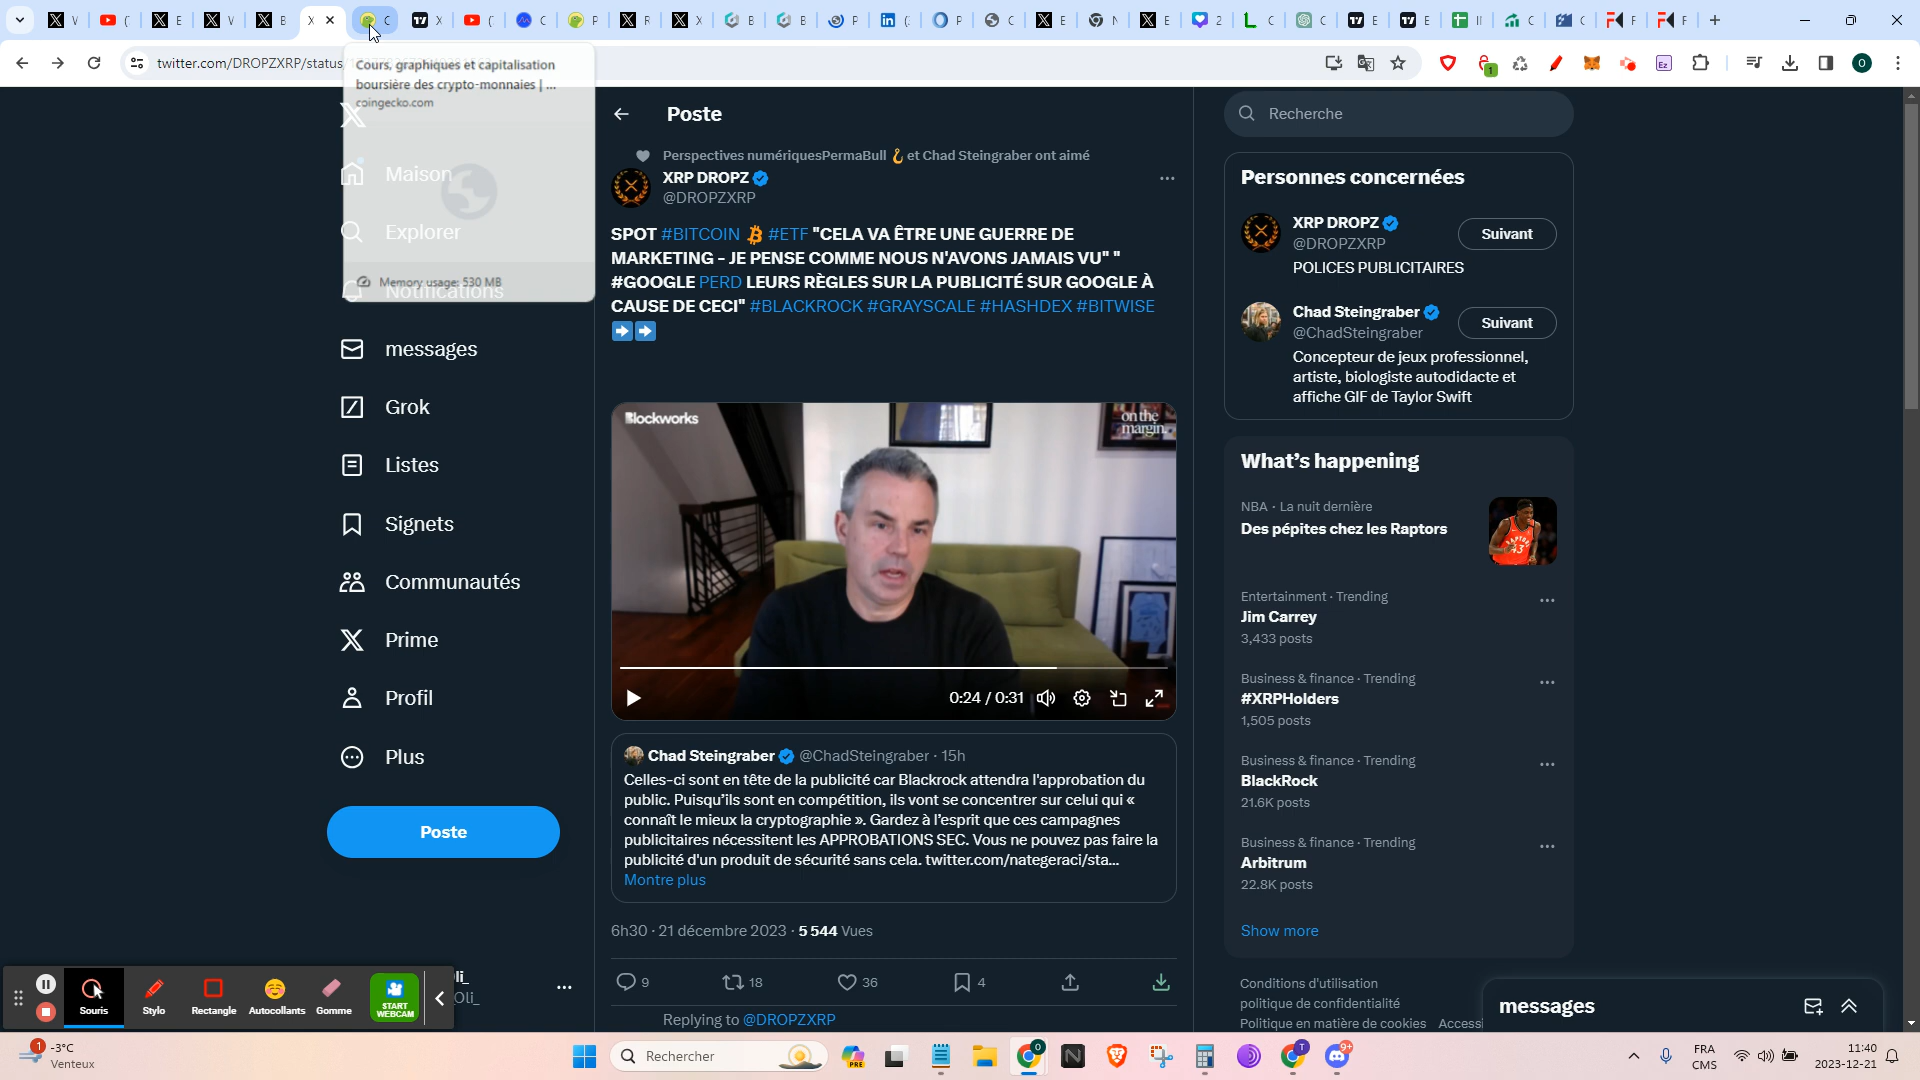 twitter.com/DROPZXRP/status/
Cours, graphiques et capitalisation
boursière des crypto-monnaies | ...
coingecko.com
Memory usage: 530 MB
Maison
Explorer
Notifications
messages
Grok
Listes
Signets
Communautés
Prime
Profil
Plus
Poste
Poste
Perspectives numériquesPermaBull 🪝 et Chad Steingraber ont aimé
XRP DROPZ
@DROPZXRP
SPOT #BITCOIN #ETF "CELA VA ÊTRE UNE GUERRE DE
MARKETING - JE PENSE COMME NOUS N'AVONS JAMAIS VU" "
#GOOGLE PERD LEURS RÈGLES SUR LA PUBLICITÉ SUR GOOGLE À
CAUSE DE CECI" #BLACKROCK #GRAYSCALE #HASHDEX #BITWISE
➡️➡️
Blockworks
on the
margin.
0:24 / 0:31
Chad Steingraber @ChadSteingraber · 15h
Celles-ci sont en tête de la publicité car Blackrock attendra l'approbation du
public. Puisqu'ils sont en compétition, ils vont se concentrer sur celui qui «
connaît le mieux la cryptographie ». Gardez à l'esprit que ces campagnes
publicitaires nécessitent les APPROBATIONS SEC. Vous ne pouvez pas faire la
publicité d'un produit de sécurité sans cela. twitter.com/nategeraci/sta...
Montre plus
6h30 · 21 décembre 2023 · 5 544 Vues
9 18 36 4
Replying to @DROPZXRP
Recherche
Personnes concernées
XRP DROPZ
@DROPZXRP
Suivant
POLICES PUBLICITAIRES
Chad Steingraber
@ChadSteingraber
Suivant
Concepteur de jeux professionnel,
artiste, biologiste autodidacte et
affiche GIF de Taylor Swift
What's happening
NBA · La nuit dernière
Des pépites chez les Raptors
Entertainment · Trending
Jim Carrey
3,433 posts
Business & finance · Trending
#XRPHolders
1,505 posts
Business & finance · Trending
BlackRock
21.6K posts
Business & finance · Trending
Arbitrum
22.8K posts
Show more
Conditions d'utilisation
politique de confidentialité
Politique en matière de cookies Accessi
messages
Souris
Stylo
Rectangle
Autocollants
Gomme
START
WEBCAM
-3°C
Venteux
Rechercher
FRA
CMS
11:40
2023-12-21